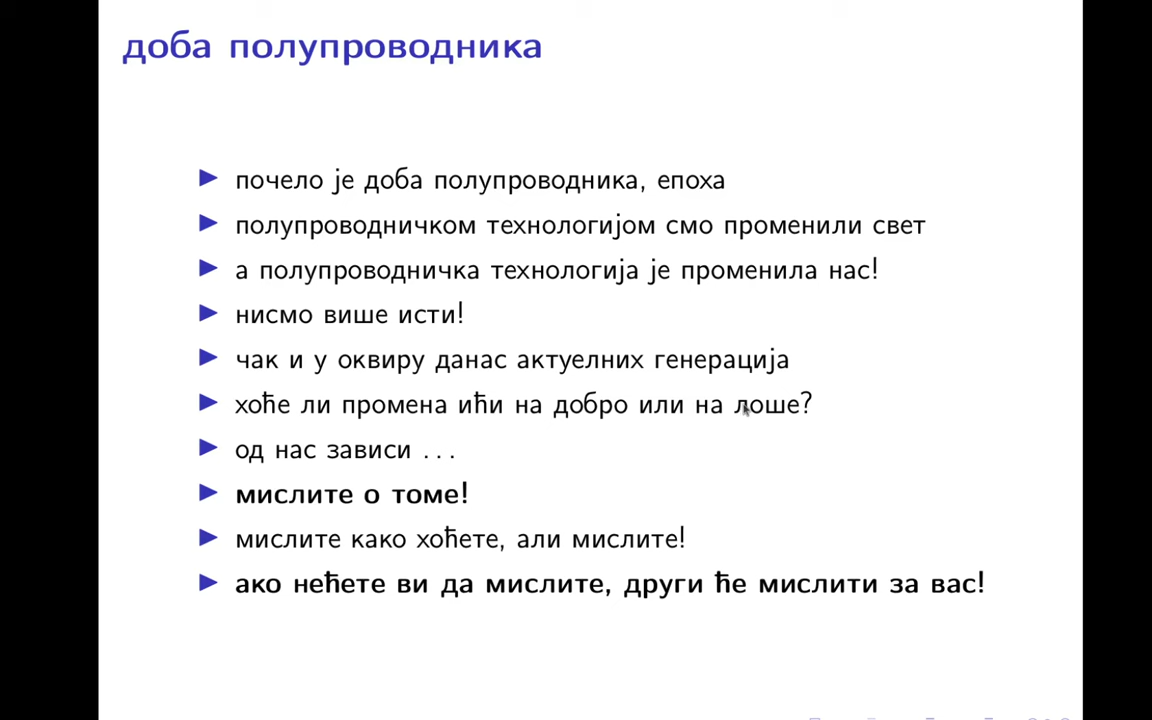 доба полупроводника
почело је доба полупроводника, епоха
полупроводничком технологијом смо променили свет
а полупроводничка технологија је променила нас!
нисмо више исти!
чак и у оквиру данас актуелних генерација
хоће ли промена ићи на добро или на лоше?
од нас зависи ...
мислите о томе!
мислите како хоћете, али мислите!
ако нећете ви да мислите, други ће мислити за вас!